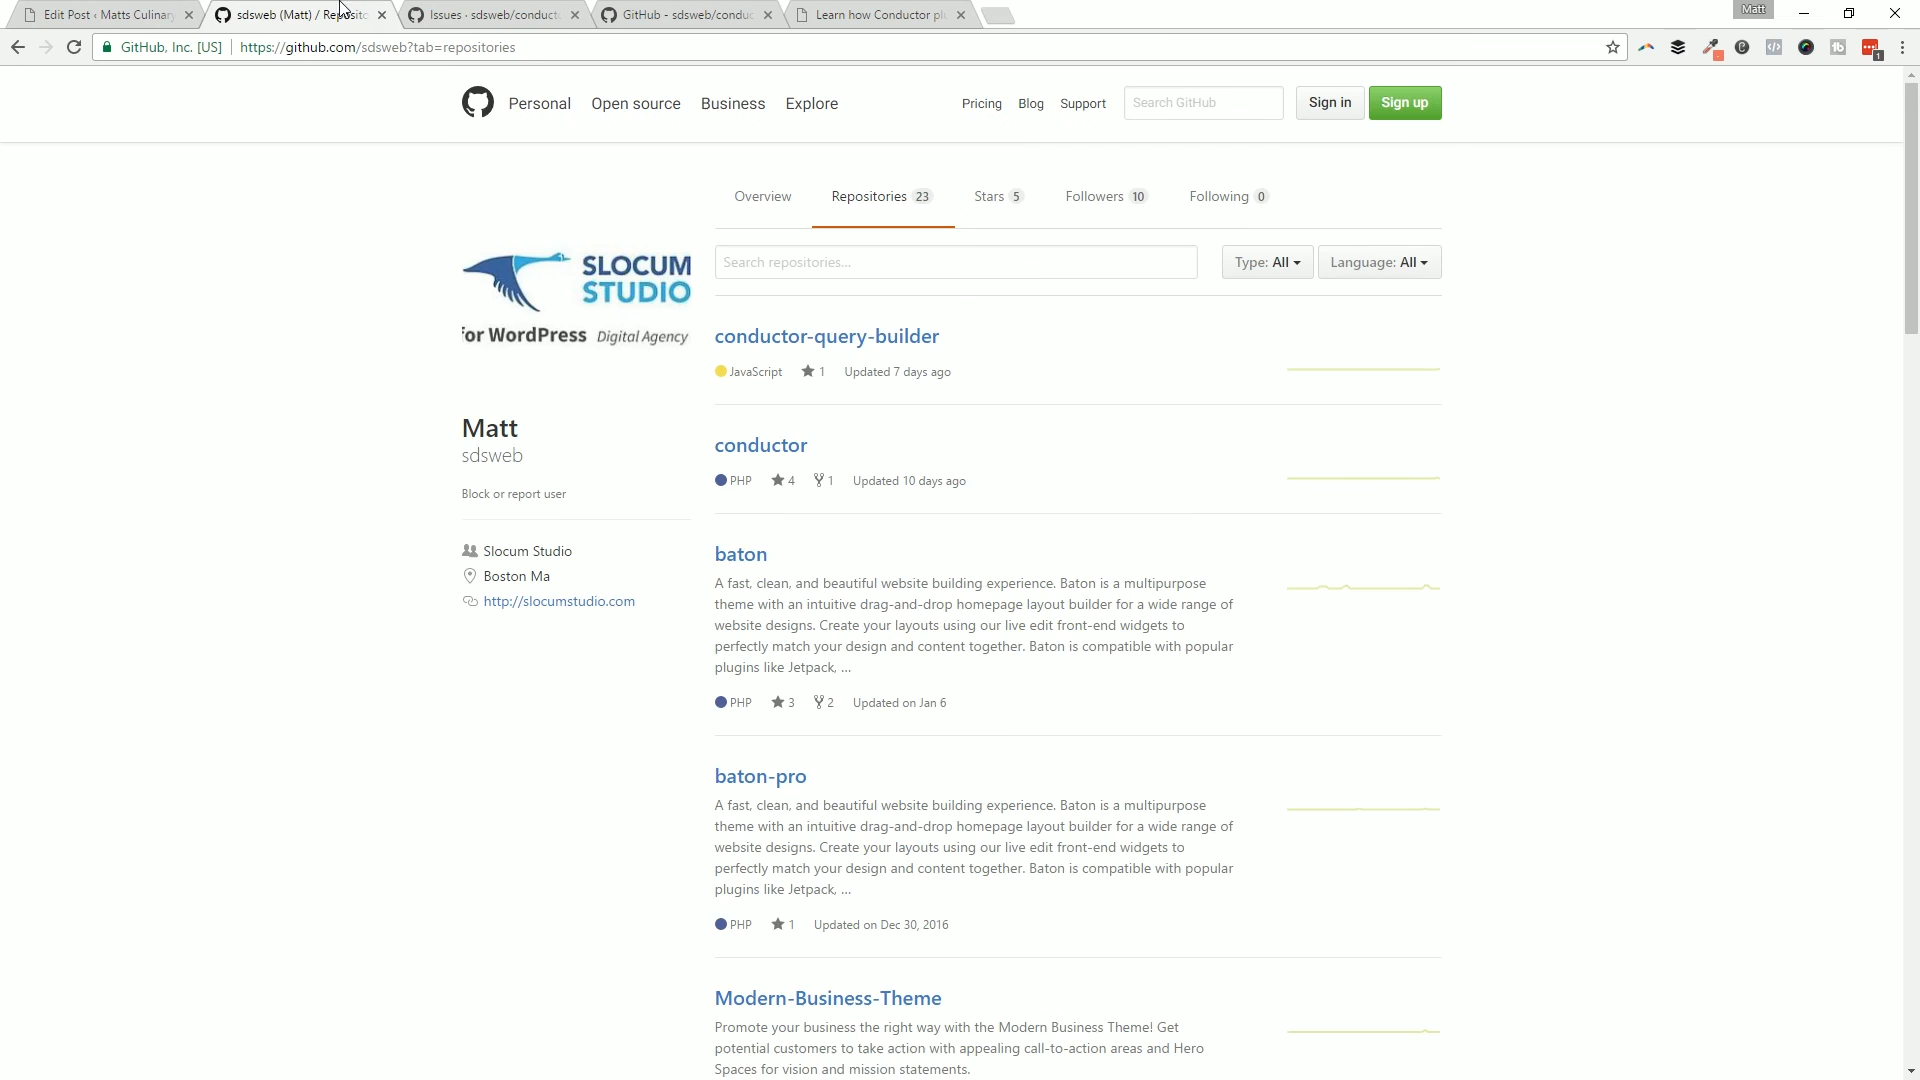 Edit Post ‹ Matts Culinary
sdsweb (Matt) / Reposito
Issues · sdsweb/conducto
GitHub - sdsweb/conduc
Learn how Conductor plu
Matt
GitHub, Inc. [US]
https://github.com/sdsweb?tab=repositories
Personal
Open source
Business
Explore
Pricing
Blog
Support
Search GitHub
Sign in
Sign up
Overview
Repositories 23
Stars 5
Followers 10
Following 0
SLOCUM
STUDIO
for WordPress Digital Agency
Search repositories...
Type: All
Language: All
Matt
sdsweb
Block or report user
Slocum Studio
Boston Ma
http://slocumstudio.com
conductor-query-builder
JavaScript 1 Updated 7 days ago
conductor
PHP 4 1 Updated 10 days ago
baton
A fast, clean, and beautiful website building experience. Baton is a multipurpose
theme with an intuitive drag-and-drop homepage layout builder for a wide range of
website designs. Create your layouts using our live edit front-end widgets to
perfectly match your design and content together. Baton is compatible with popular
plugins like Jetpack, ...
PHP 3 2 Updated on Jan 6
baton-pro
A fast, clean, and beautiful website building experience. Baton is a multipurpose
theme with an intuitive drag-and-drop homepage layout builder for a wide range of
website designs. Create your layouts using our live edit front-end widgets to
perfectly match your design and content together. Baton is compatible with popular
plugins like Jetpack, ...
PHP 1 Updated on Dec 30, 2016
Modern-Business-Theme
Promote your business the right way with the Modern Business Theme! Get
potential customers to take action with appealing call-to-action areas and Hero
Spaces for vision and mission statements.